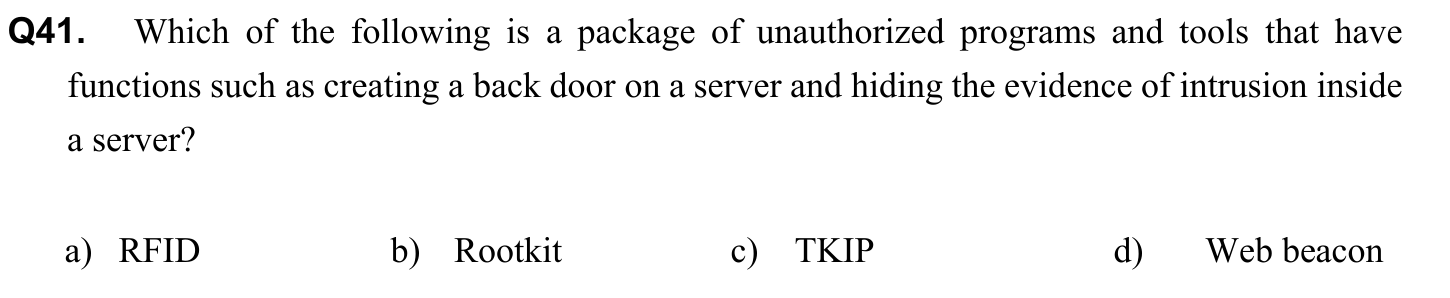 Q41. Which of the following is a package of unauthorized programs and tools that have
functions such as creating a back door on a server and hiding the evidence of intrusion inside
a server?
a) RFID b) Rootkit c) TKIP d) Web beacon